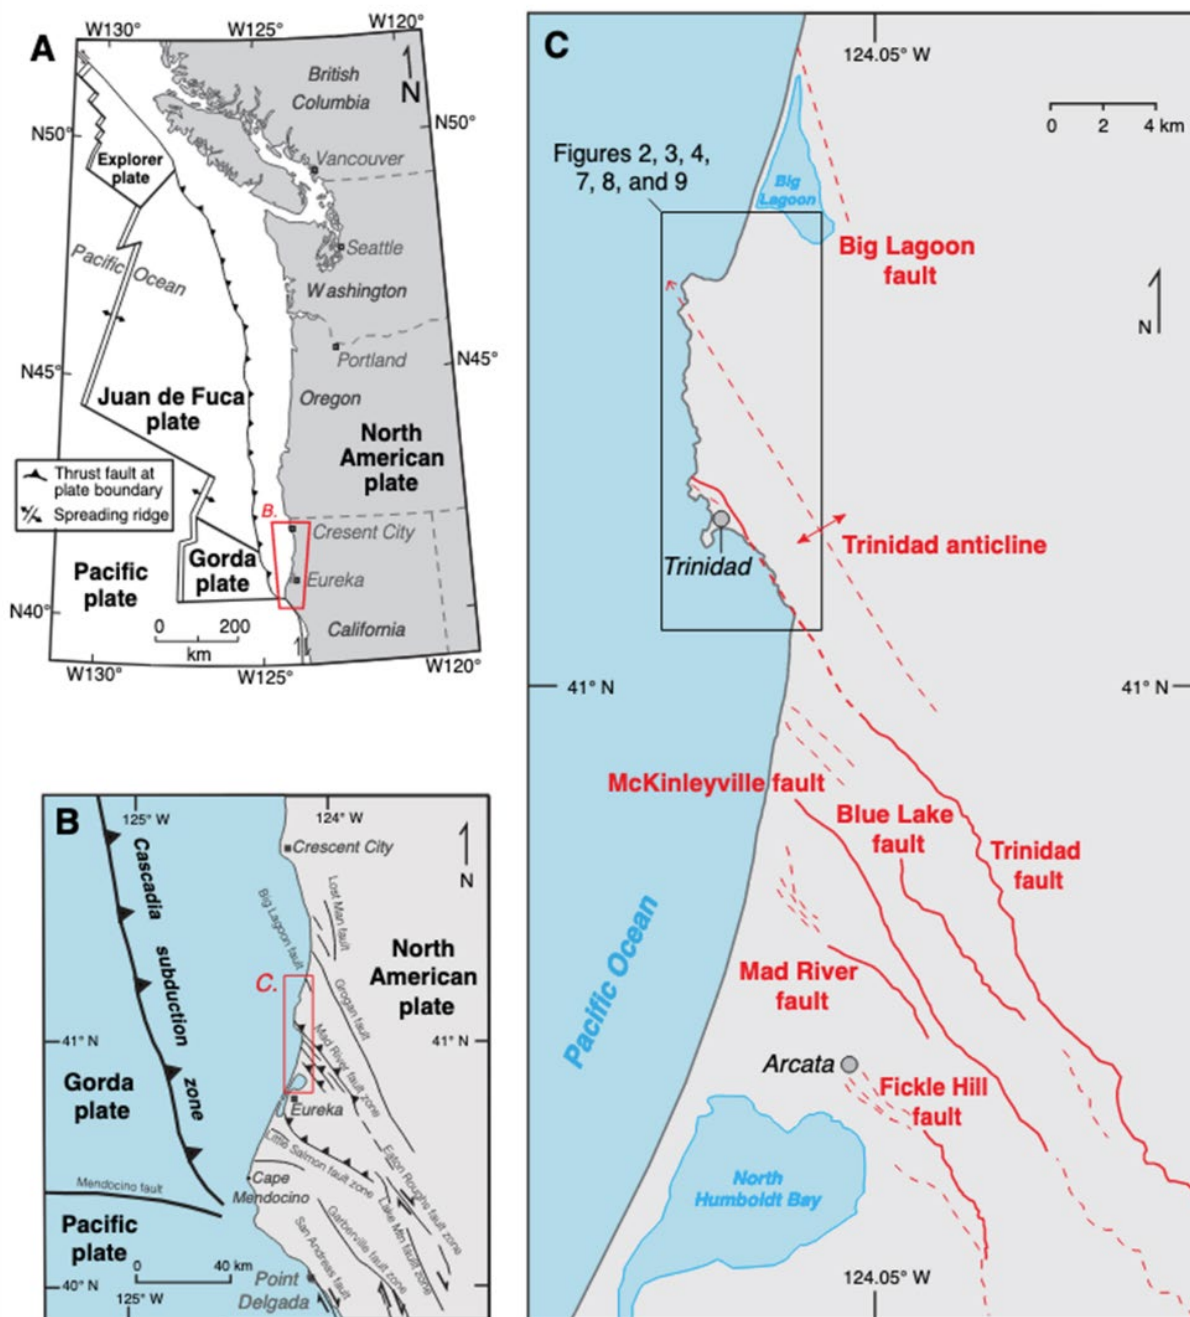 A
W130°
W125°
W120°
N
British
Columbia
N50°
N50°
Explorer
plate
Vancouver
Pacific Ocean
Seattle
Washington
Portland
N45°
N45°
Juan de Fuca
plate
Oregon
North
American
plate
Thrust fault at
plate boundary
Spreading ridge
B.
Cresent City
Gorda
plate
Pacific
plate
Eureka
N40°
0 200
km
California
W130°
W125°
W120°
B
125° W
124° W
N
Crescent City
Cascadia subduction zone
Big Lagoon fault
Lost Man fault
North
American
plate
C.
Grogan fault
Mad River fault zone
41° N
41° N
Gorda
plate
Eureka
Little Salmon fault zone
Eaton Roughs fault zone
Mendocino fault
Cape
Mendocino
Lake Mtn fault zone
Garberville fault zone
San Andreas fault
Pacific
plate
0 40 km
Point
Delgada
40° N
125° W
C
124.05° W
0 2 4 km
Figures 2, 3, 4,
7, 8, and 9
Big
Lagoon
Big Lagoon
fault
N
Trinidad
Trinidad anticline
41° N
41° N
McKinleyville fault
Blue Lake
fault
Trinidad
fault
Pacific Ocean
Mad River
fault
Arcata
Fickle Hill
fault
North
Humboldt Bay
124.05° W